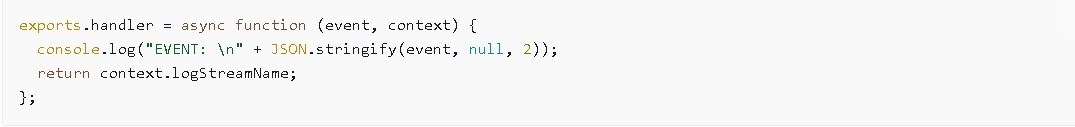 exports.handler = async function (event, context) {
  console.log("EVENT: \n" + JSON.stringify(event, null, 2));
  return context.logStreamName;
};